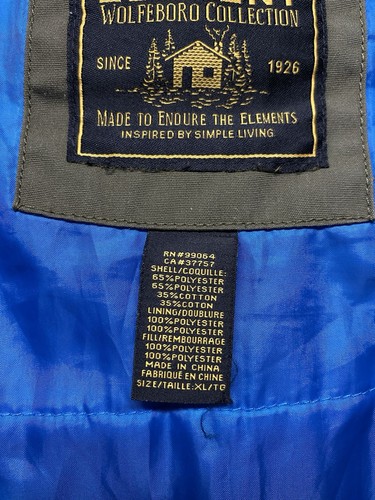 WOLFEBORO COLLECTION
SINCE 1926
MADE TO ENDURE THE ELEMENTS
INSPIRED BY SIMPLE LIVING
RN#99064
CA#37757
SHELL/COQUILLE:
65%POLYESTER
65%POLYESTER
35%COTTON
35%COTON
LINING/DOUBLURE
100%POLYESTER
100%POLYESTER
FILL/REMBOURRAGE
100%POLYESTER
100%POLYESTER
MADE IN CHINA
FABRIQUÉ EN CHINE
SIZE/TAILLE:XL/TG